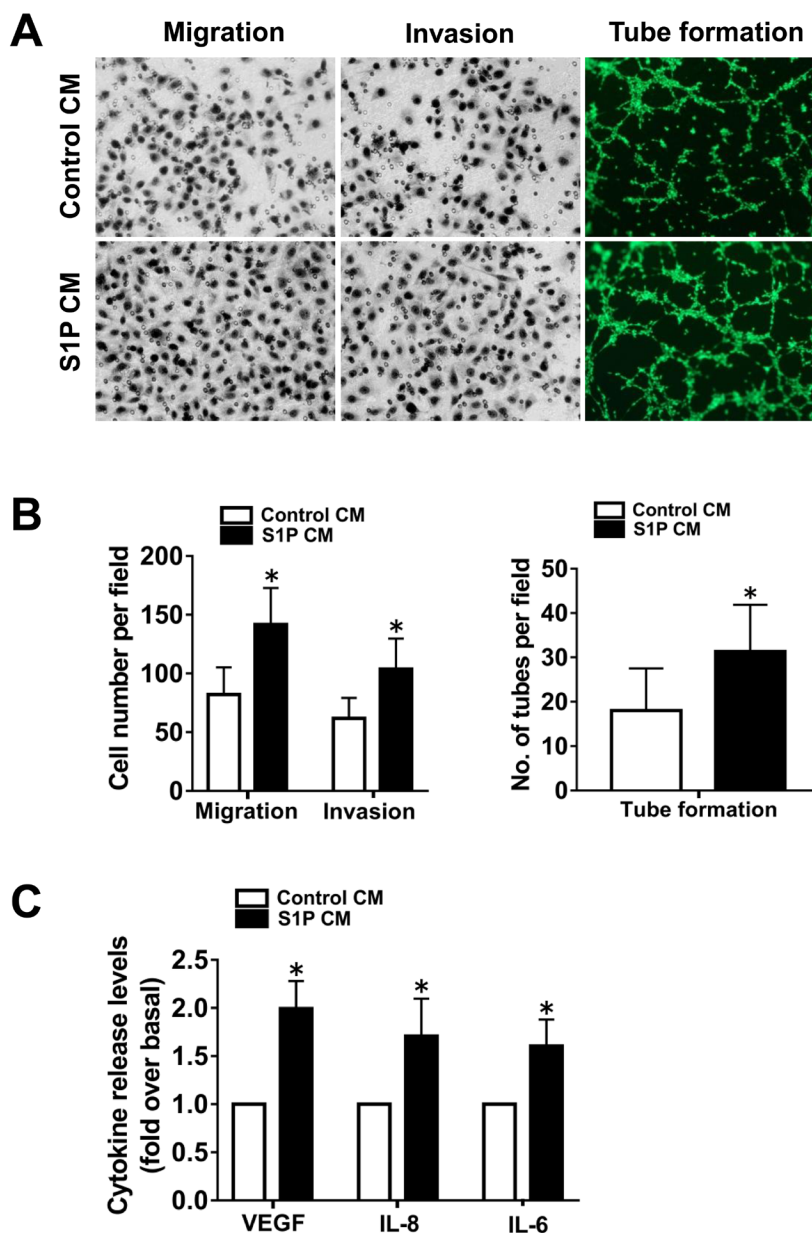 A
Migration
Invasion
Tube formation
Control CM
S1P CM
B
Control CM
S1P CM
Cell number per field
200
150
100
50
0
*
*
Migration
Invasion
Control CM
S1P CM
No. of tubes per field
50
40
30
20
10
0
*
Tube formation
C
Control CM
S1P CM
Cytokine release levels
(fold over basal)
2.5
2.0
1.5
1.0
0.5
0.0
*
*
*
VEGF
IL-8
IL-6